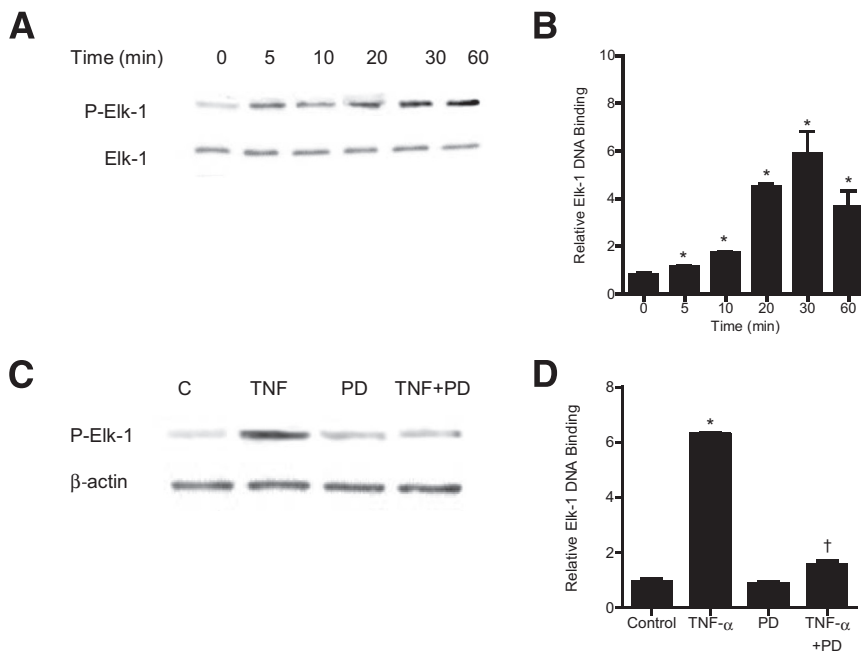 A
Time (min) 0 5 10 20 30 60
P-Elk-1
Elk-1
B
Relative Elk-1 DNA Binding
10
8
6
4
2
0
* * * * *
0 5 10 20 30 60
Time (min)
C
C TNF PD TNF+PD
P-Elk-1
β-actin
D
Relative Elk-1 DNA Binding
8
6
4
2
0
*
†
Control TNF-α PD TNF-α
+PD